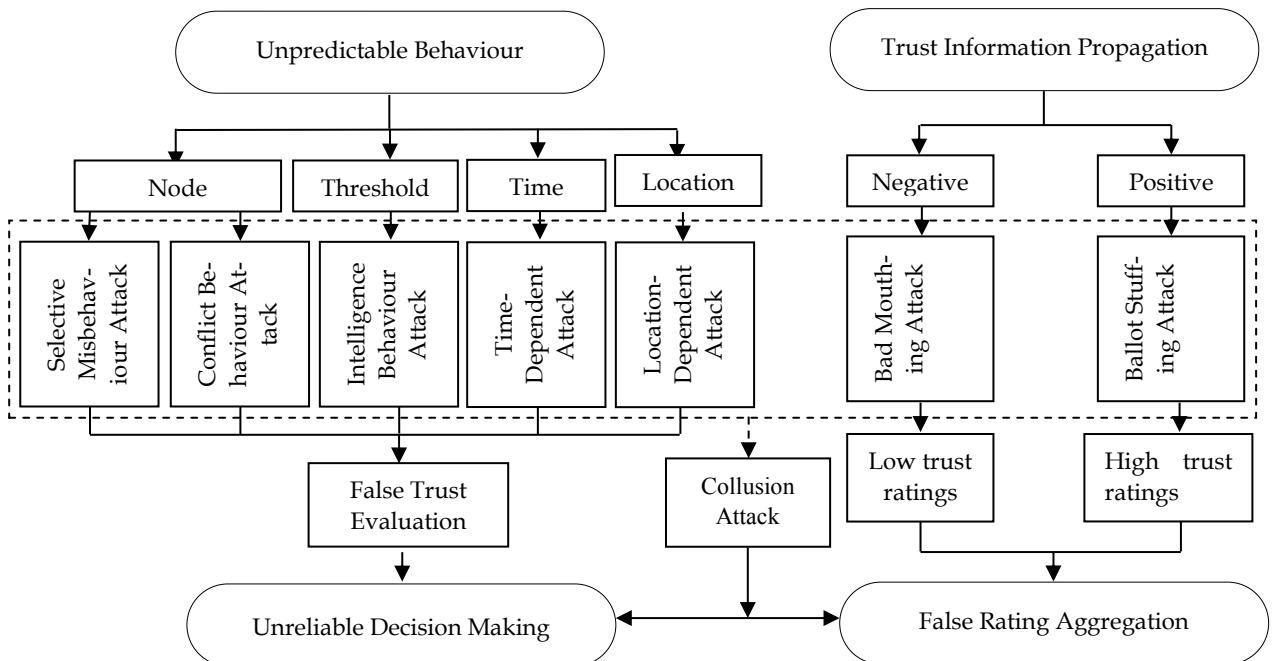 Unpredictable Behaviour
Trust Information Propagation
Node
Threshold
Time
Location
Negative
Positive
Selective
Misbehav-
iour Attack
Conflict Be-
haviour At-
tack
Intelligence
Behaviour
Attack
Time-
Dependent
Attack
Location-
Dependent
Attack
Bad Mouth-
ing Attack
Ballot Stuff-
ing Attack
False Trust
Evaluation
Collusion
Attack
Low trust
ratings
High trust
ratings
Unreliable Decision Making
False Rating Aggregation